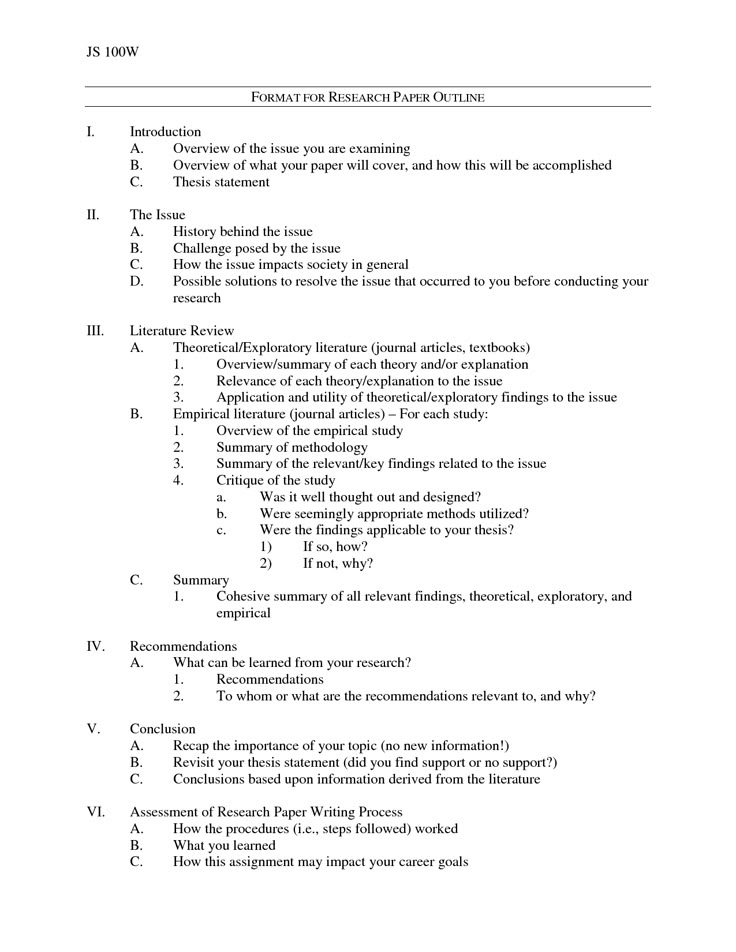 JS 100W
FORMAT FOR RESEARCH PAPER OUTLINE
I. Introduction
A. Overview of the issue you are examining
B. Overview of what your paper will cover, and how this will be accomplished
C. Thesis statement
II. The Issue
A. History behind the issue
B. Challenge posed by the issue
C. How the issue impacts society in general
D. Possible solutions to resolve the issue that occurred to you before conducting your
research
III. Literature Review
A. Theoretical/Exploratory literature (journal articles, textbooks)
1. Overview/summary of each theory and/or explanation
2. Relevance of each theory/explanation to the issue
3. Application and utility of theoretical/exploratory findings to the issue
B. Empirical literature (journal articles) – For each study:
1. Overview of the empirical study
2. Summary of methodology
3. Summary of the relevant/key findings related to the issue
4. Critique of the study
a. Was it well thought out and designed?
b. Were seemingly appropriate methods utilized?
c. Were the findings applicable to your thesis?
1) If so, how?
2) If not, why?
C. Summary
1. Cohesive summary of all relevant findings, theoretical, exploratory, and
empirical
IV. Recommendations
A. What can be learned from your research?
1. Recommendations
2. To whom or what are the recommendations relevant to, and why?
V. Conclusion
A. Recap the importance of your topic (no new information!)
B. Revisit your thesis statement (did you find support or no support?)
C. Conclusions based upon information derived from the literature
VI. Assessment of Research Paper Writing Process
A. How the procedures (i.e., steps followed) worked
B. What you learned
C. How this assignment may impact your career goals